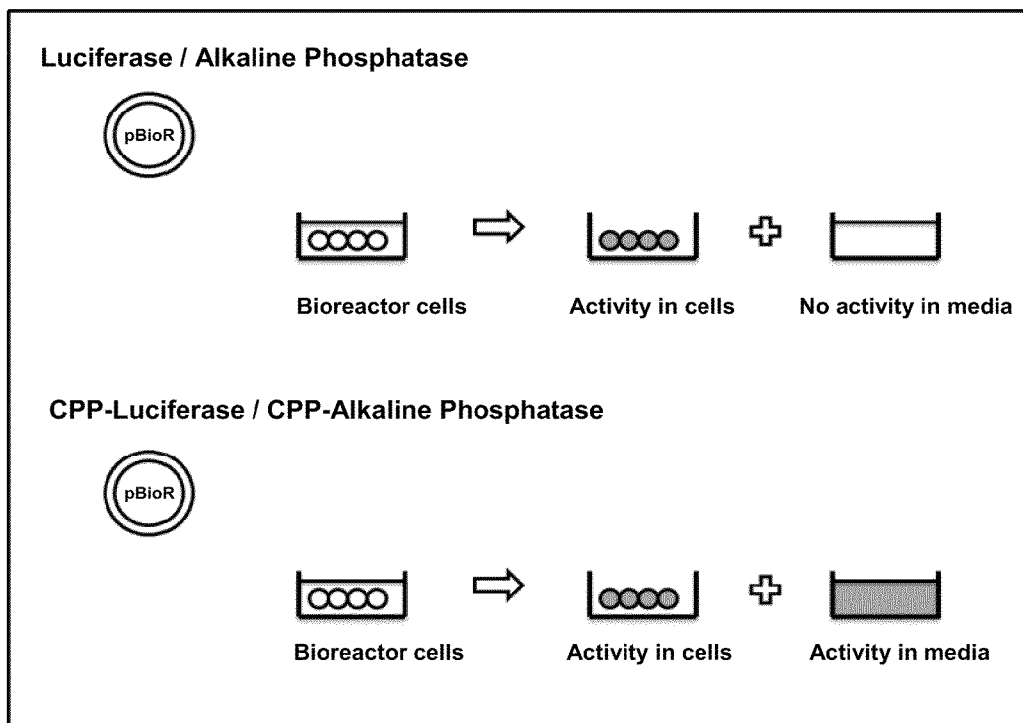 Luciferase / Alkaline Phosphatase
pBioR
Bioreactor cells
Activity in cells
No activity in media
CPP-Luciferase / CPP-Alkaline Phosphatase
pBioR
Bioreactor cells
Activity in cells
Activity in media